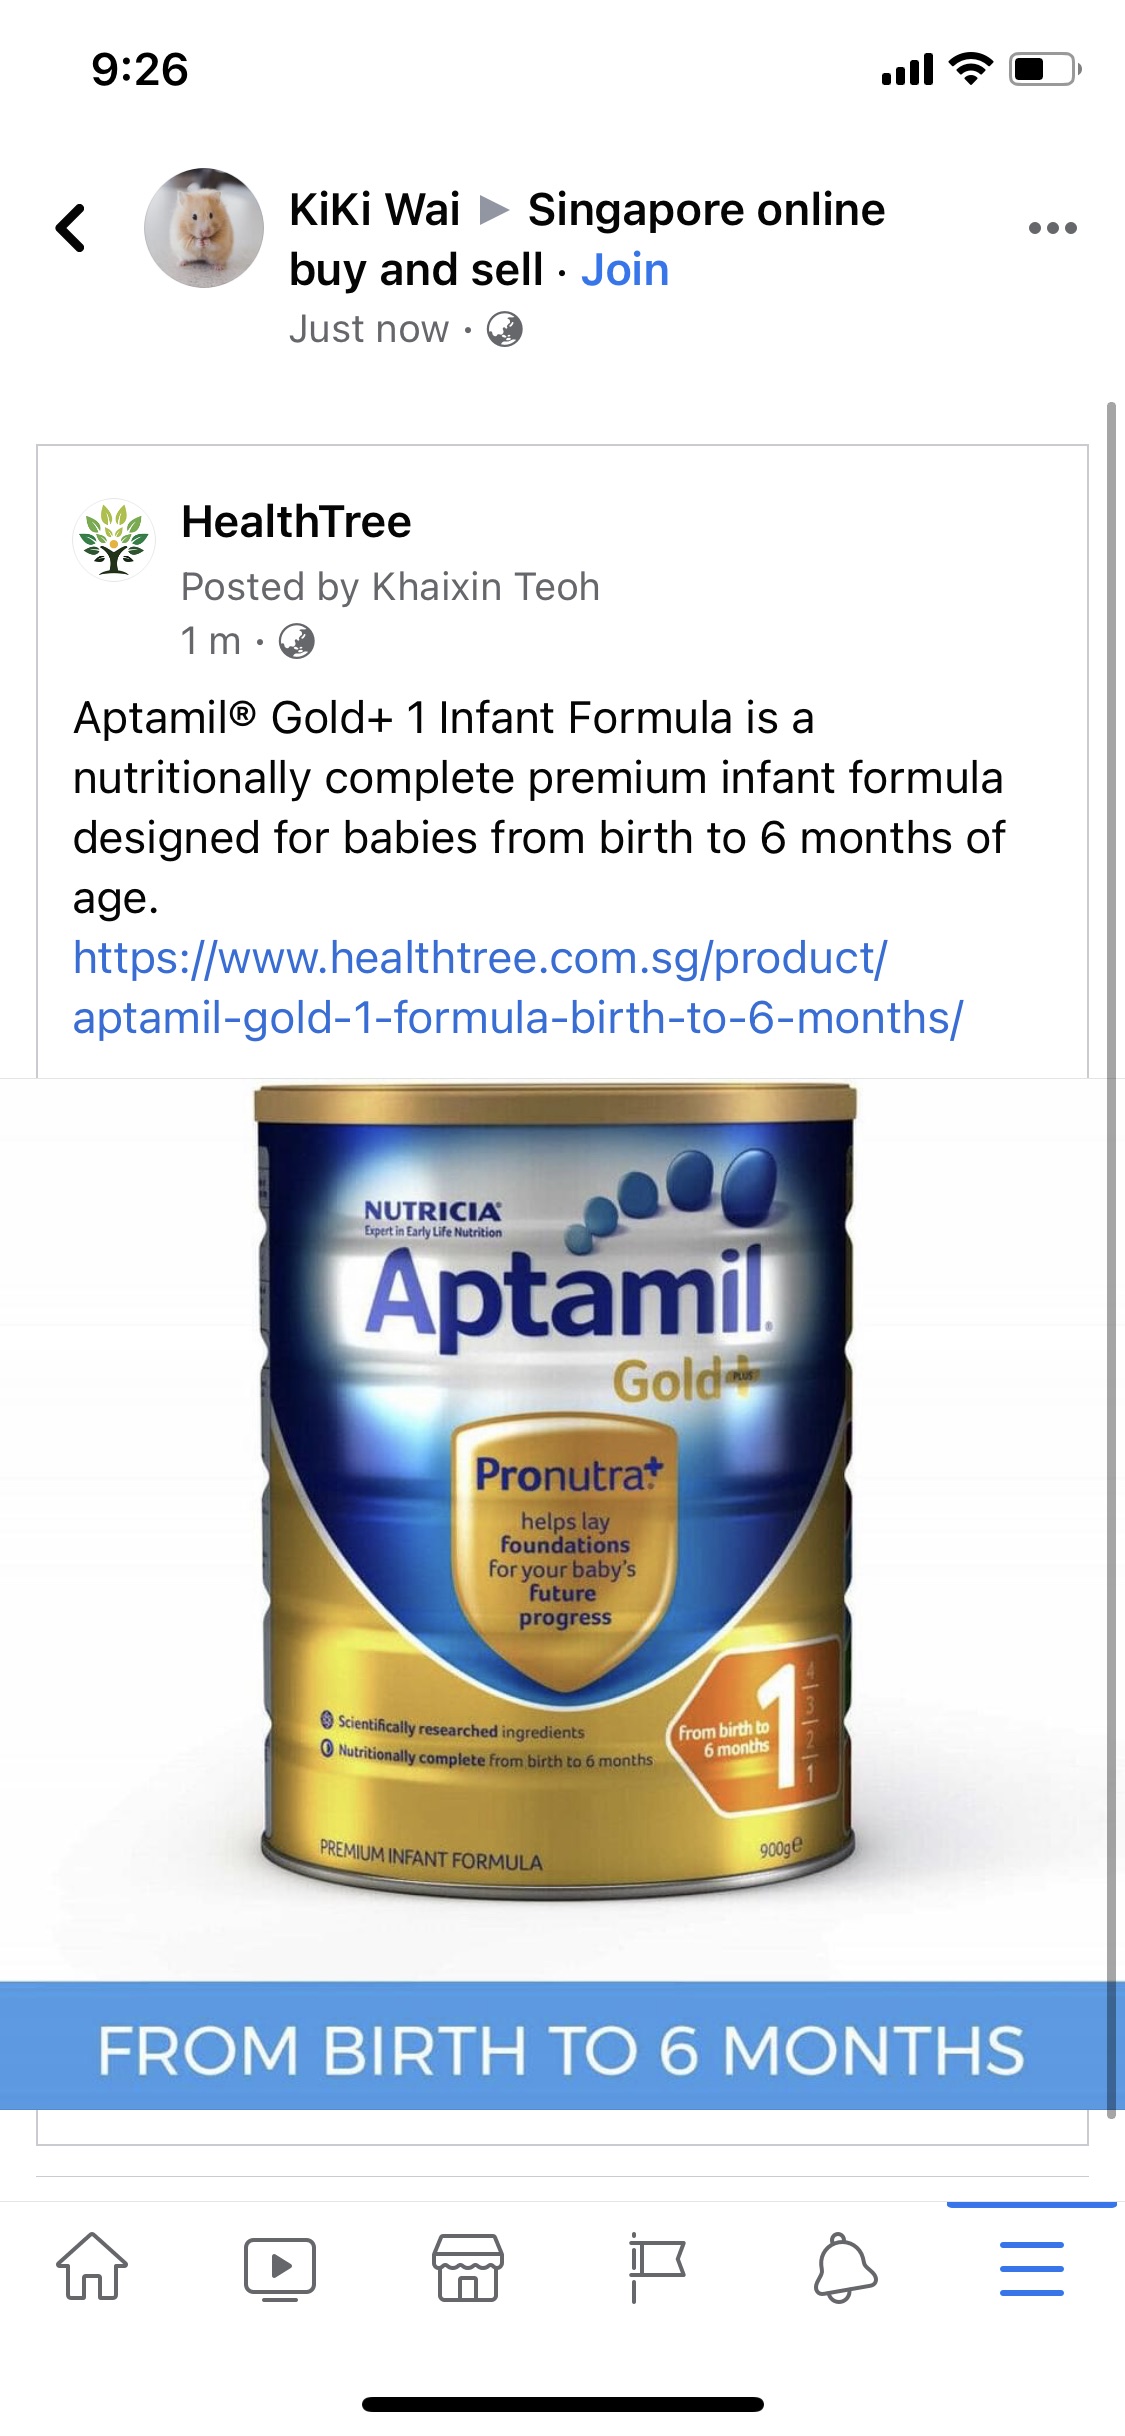 9:26
KiKi Wai ▶ Singapore online
buy and sell · Join
Just now ·
HealthTree
Posted by Khaixin Teoh
1 m ·
Aptamil® Gold+ 1 Infant Formula is a
nutritionally complete premium infant formula
designed for babies from birth to 6 months of
age.
https://www.healthtree.com.sg/product/
aptamil-gold-1-formula-birth-to-6-months/
NUTRICIA
Expert in Early Life Nutrition
Aptamil®
Gold+ PLUS
Pronutra+
helps lay
foundations
for your baby's
future
progress
Scientifically researched ingredients
Nutritionally complete from birth to 6 months
From birth to
6 months
1
4
3
2
1
PREMIUM INFANT FORMULA
900g℮
FROM BIRTH TO 6 MONTHS